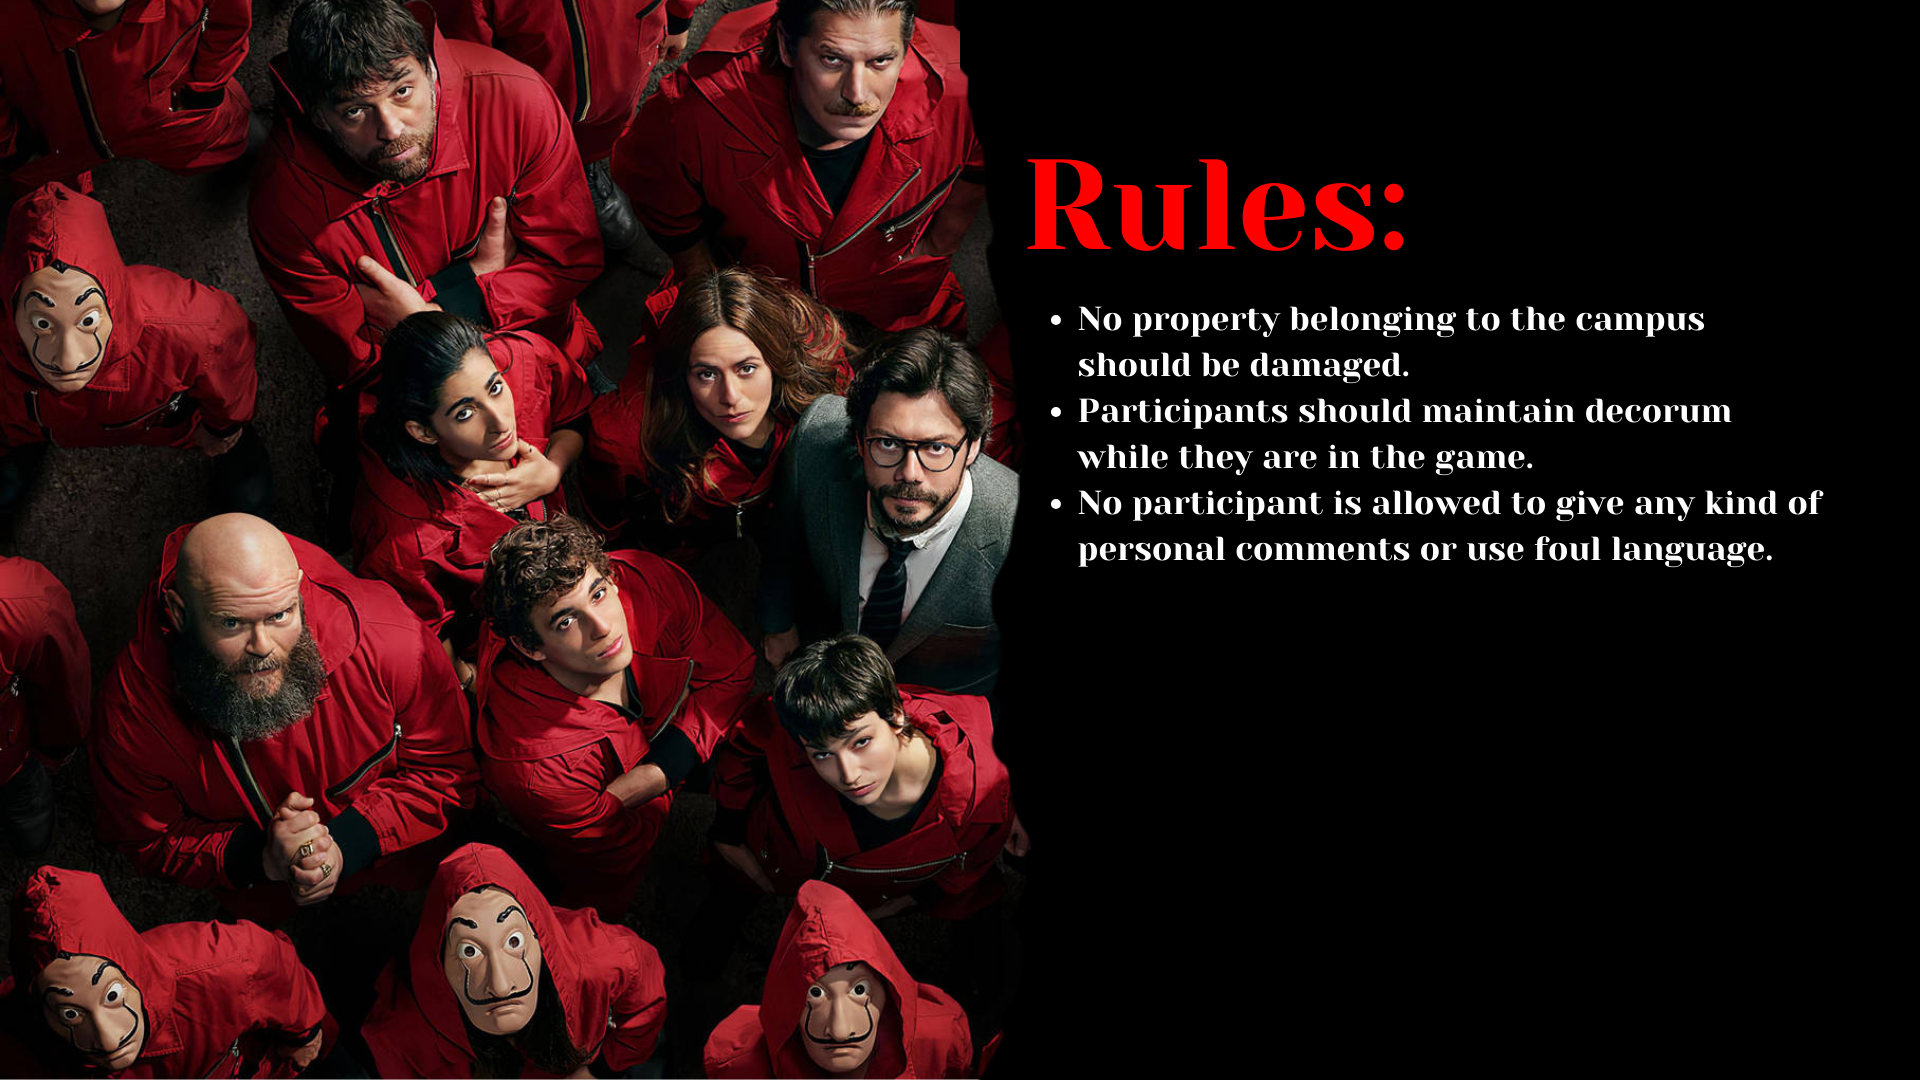 Rules:
• No property belonging to the campus
should be damaged.
• Participants should maintain decorum
while they are in the game.
• No participant is allowed to give any kind of
personal comments or use foul language.